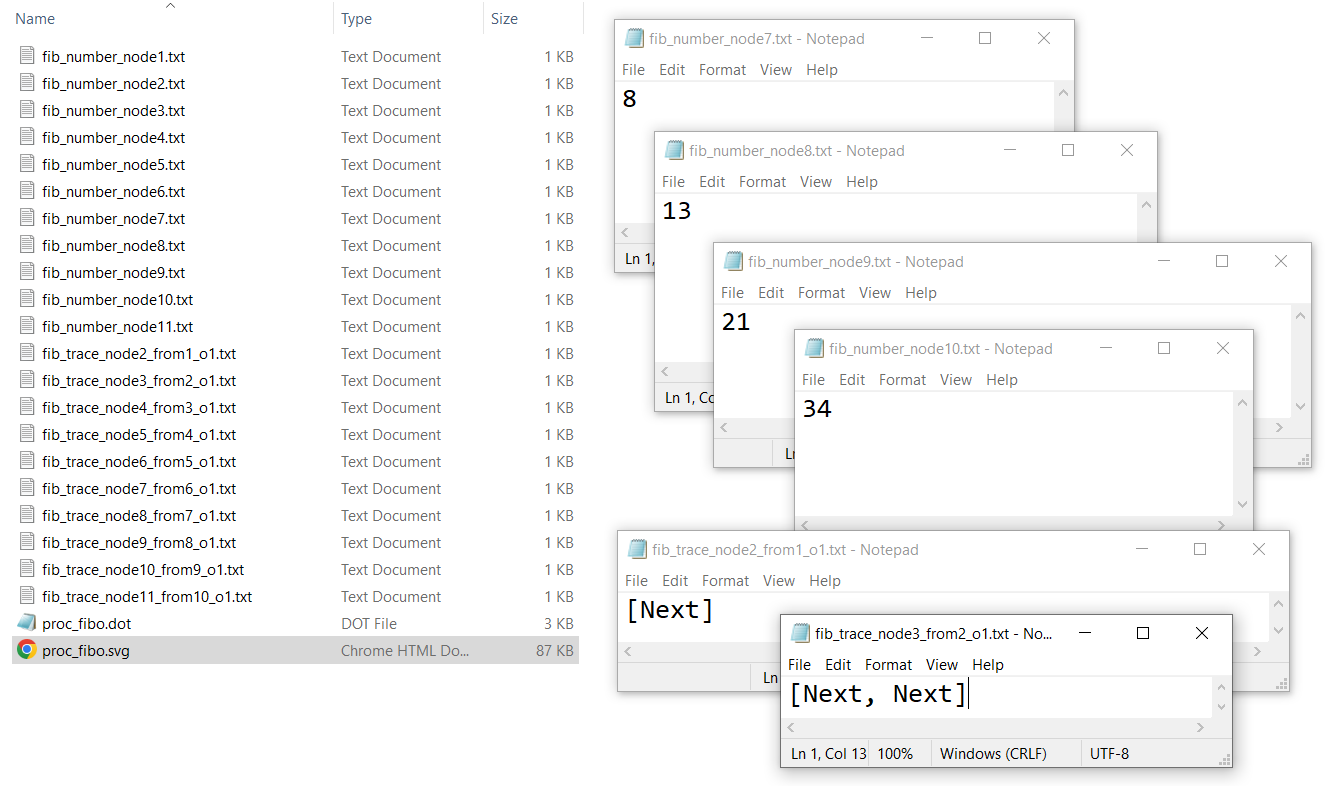 Name Type Size
fib_number_node1.txt Text Document 1 KB
fib_number_node2.txt Text Document 1 KB
fib_number_node3.txt Text Document 1 KB
fib_number_node4.txt Text Document 1 KB
fib_number_node5.txt Text Document 1 KB
fib_number_node6.txt Text Document 1 KB
fib_number_node7.txt Text Document 1 KB
fib_number_node8.txt Text Document 1 KB
fib_number_node9.txt Text Document 1 KB
fib_number_node10.txt Text Document 1 KB
fib_number_node11.txt Text Document 1 KB
fib_trace_node2_from1_o1.txt Text Document 1 KB
fib_trace_node3_from2_o1.txt Text Document 1 KB
fib_trace_node4_from3_o1.txt Text Document 1 KB
fib_trace_node5_from4_o1.txt Text Document 1 KB
fib_trace_node6_from5_o1.txt Text Document 1 KB
fib_trace_node7_from6_o1.txt Text Document 1 KB
fib_trace_node8_from7_o1.txt Text Document 1 KB
fib_trace_node9_from8_o1.txt Text Document 1 KB
fib_trace_node10_from9_o1.txt Text Document 1 KB
fib_trace_node11_from10_o1.txt Text Document 1 KB
proc_fibo.dot DOT File 3 KB
proc_fibo.svg Chrome HTML Do... 87 KB
fib_number_node7.txt - Notepad
File Edit Format View Help
8
Ln 1,
fib_number_node8.txt - Notepad
File Edit Format View Help
13
Ln 1, Co
fib_number_node9.txt - Notepad
File Edit Format View Help
21
Ln
fib_number_node10.txt - Notepad
File Edit Format View Help
34
fib_trace_node2_from1_o1.txt - Notepad
File Edit Format View Help
[Next]
Ln
fib_trace_node3_from2_o1.txt - No...
File Edit Format View Help
[Next, Next]
Ln 1, Col 13 100% Windows (CRLF) UTF-8